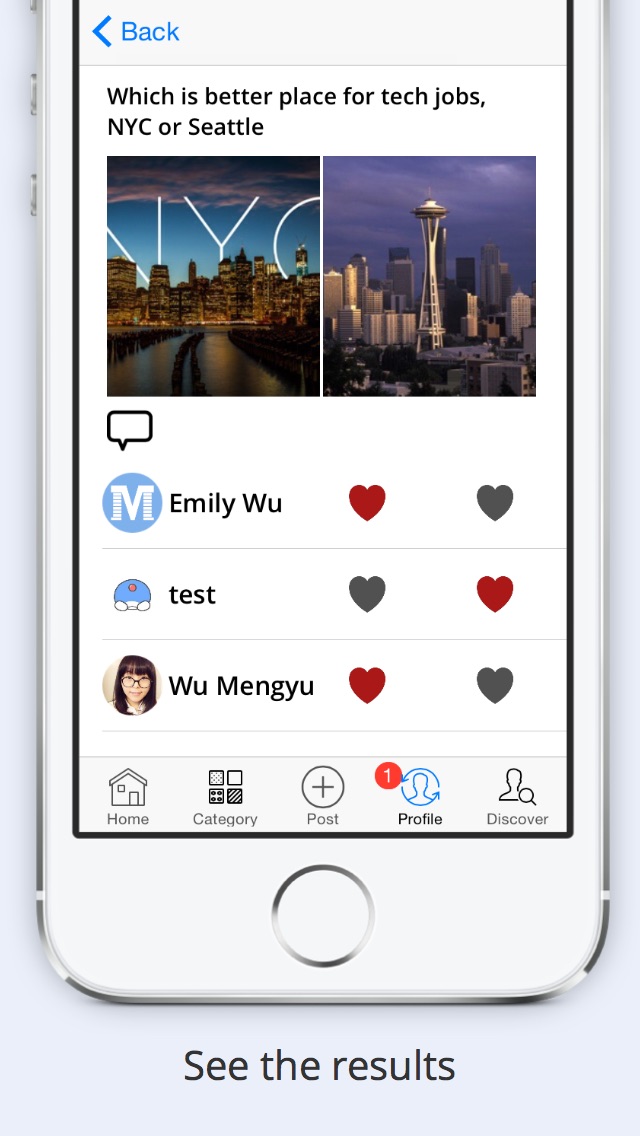 Back
Which is better place for tech jobs,
NYC or Seattle
NYC
M
Emily Wu
test
Wu Mengyu
1
Home Category Post Profile Discover
See the results